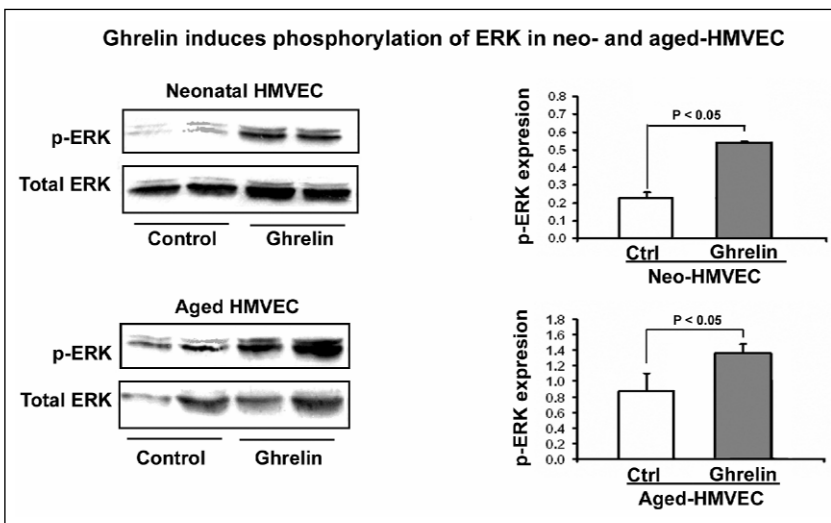 Ghrelin induces phosphorylation of ERK in neo- and aged-HMVEC
Neonatal HMVEC
p-ERK
Total ERK
Control Ghrelin
p-ERK expresion
0.8
0.7
0.6
0.5
0.4
0.3
0.2
0.1
0.0
P < 0.05
Ctrl Ghrelin
Neo-HMVEC
Aged HMVEC
p-ERK
Total ERK
Control Ghrelin
p-ERK expresion
1.8
1.6
1.4
1.2
1.0
0.8
0.6
0.4
0.2
0.0
P < 0.05
Ctrl Ghrelin
Aged-HMVEC